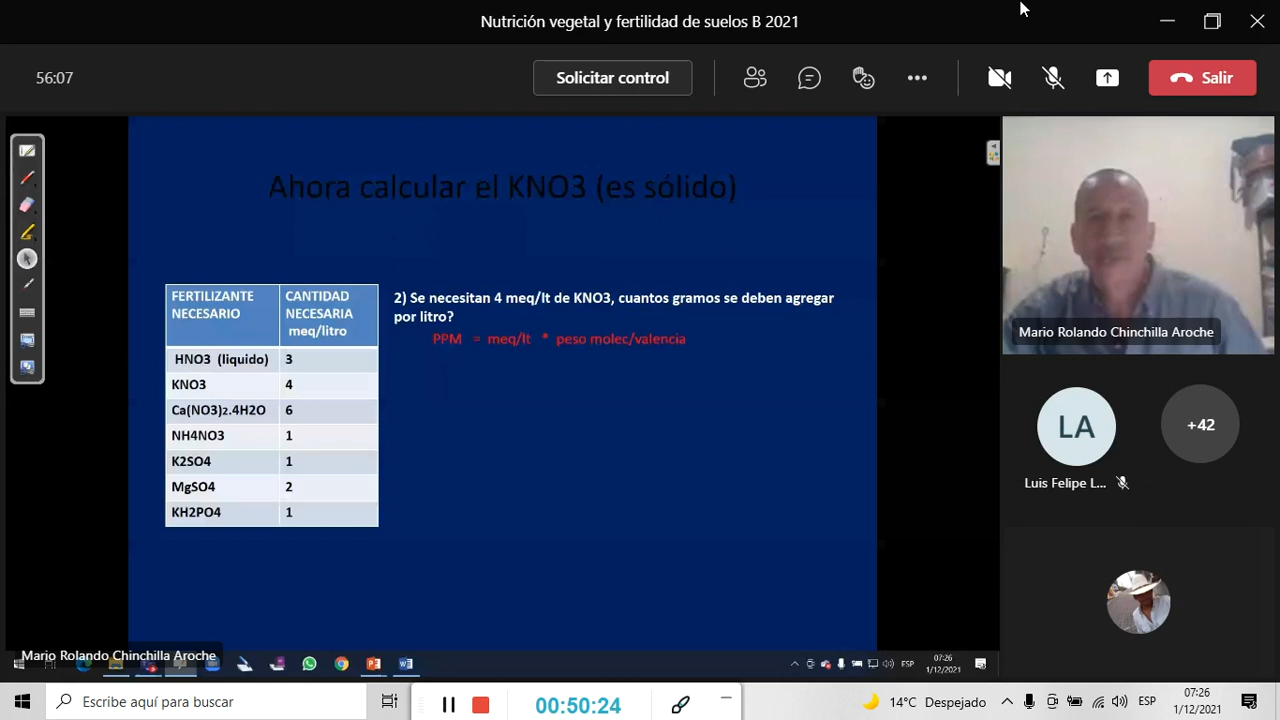 Nutrición vegetal y fertilidad de suelos B 2021
56:07
Solicitar control
Salir
Ahora calcular el KNO3 (es sólido)
FERTILIZANTE NECESARIO
CANTIDAD NECESARIA meq/litro
HNO3 (liquido) 3
KNO3 4
Ca(NO3)2.4H2O 6
NH4NO3 1
K2SO4 1
MgSO4 2
KH2PO4 1
2) Se necesitan 4 meq/lt de KNO3, cuantos gramos se deben agregar
por litro?
PPM = meq/lt * peso molec/valencia
Mario Rolando Chinchilla Aroche
LA
+42
Luis Felipe L...
Mario Rolando Chinchilla Aroche
ESP
07:26
1/12/2021
Escribe aquí para buscar
00:50:24
14°C Despejado
ESP
07:26
1/12/2021